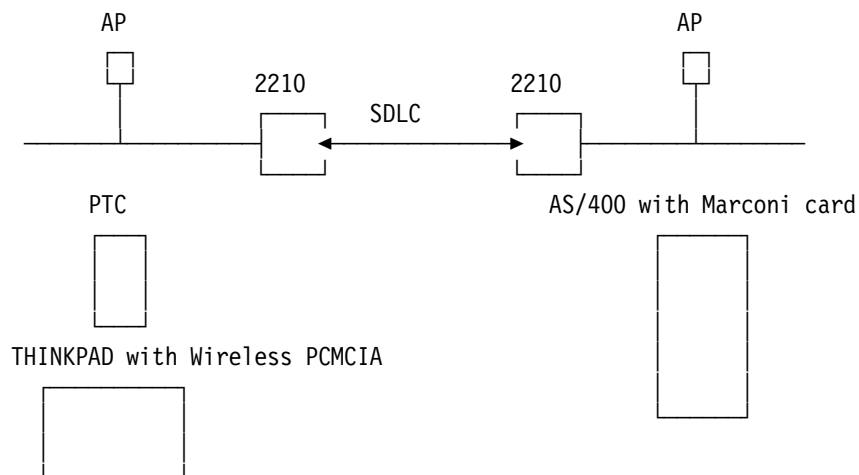 AP AP
2210 2210
SDLC
PTC AS/400 with Marconi card
THINKPAD with Wireless PCMCIA